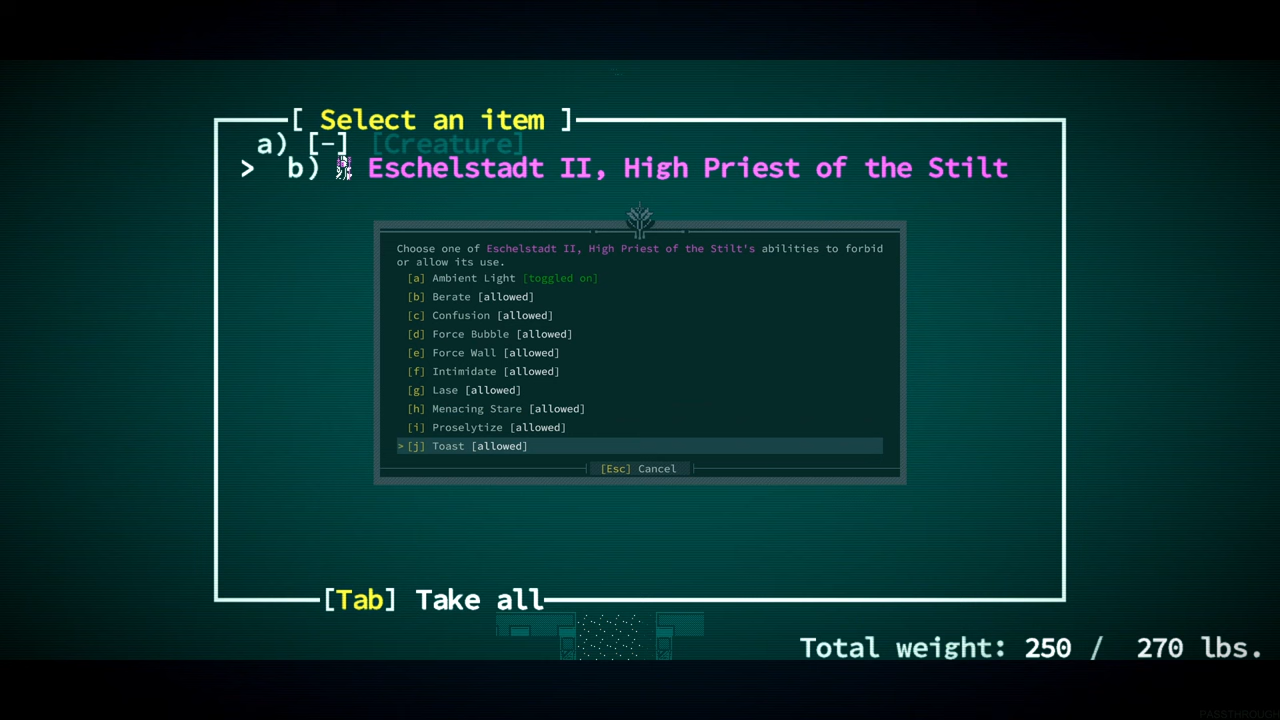 [ Select an item ]
a) [-] [Creature]
> b) Eschelstadt II, High Priest of the Stilt
Choose one of Eschelstadt II, High Priest of the Stilt's abilities to forbid
or allow its use.
[a] Ambient Light [toggled on]
[b] Berate [allowed]
[c] Confusion [allowed]
[d] Force Bubble [allowed]
[e] Force Wall [allowed]
[f] Intimidate [allowed]
[g] Lase [allowed]
[h] Menacing Stare [allowed]
[i] Proselytize [allowed]
> [j] Toast [allowed]
[Esc] Cancel
[Tab] Take all
Total weight: 250 / 270 lbs.
PASSTHROUGH